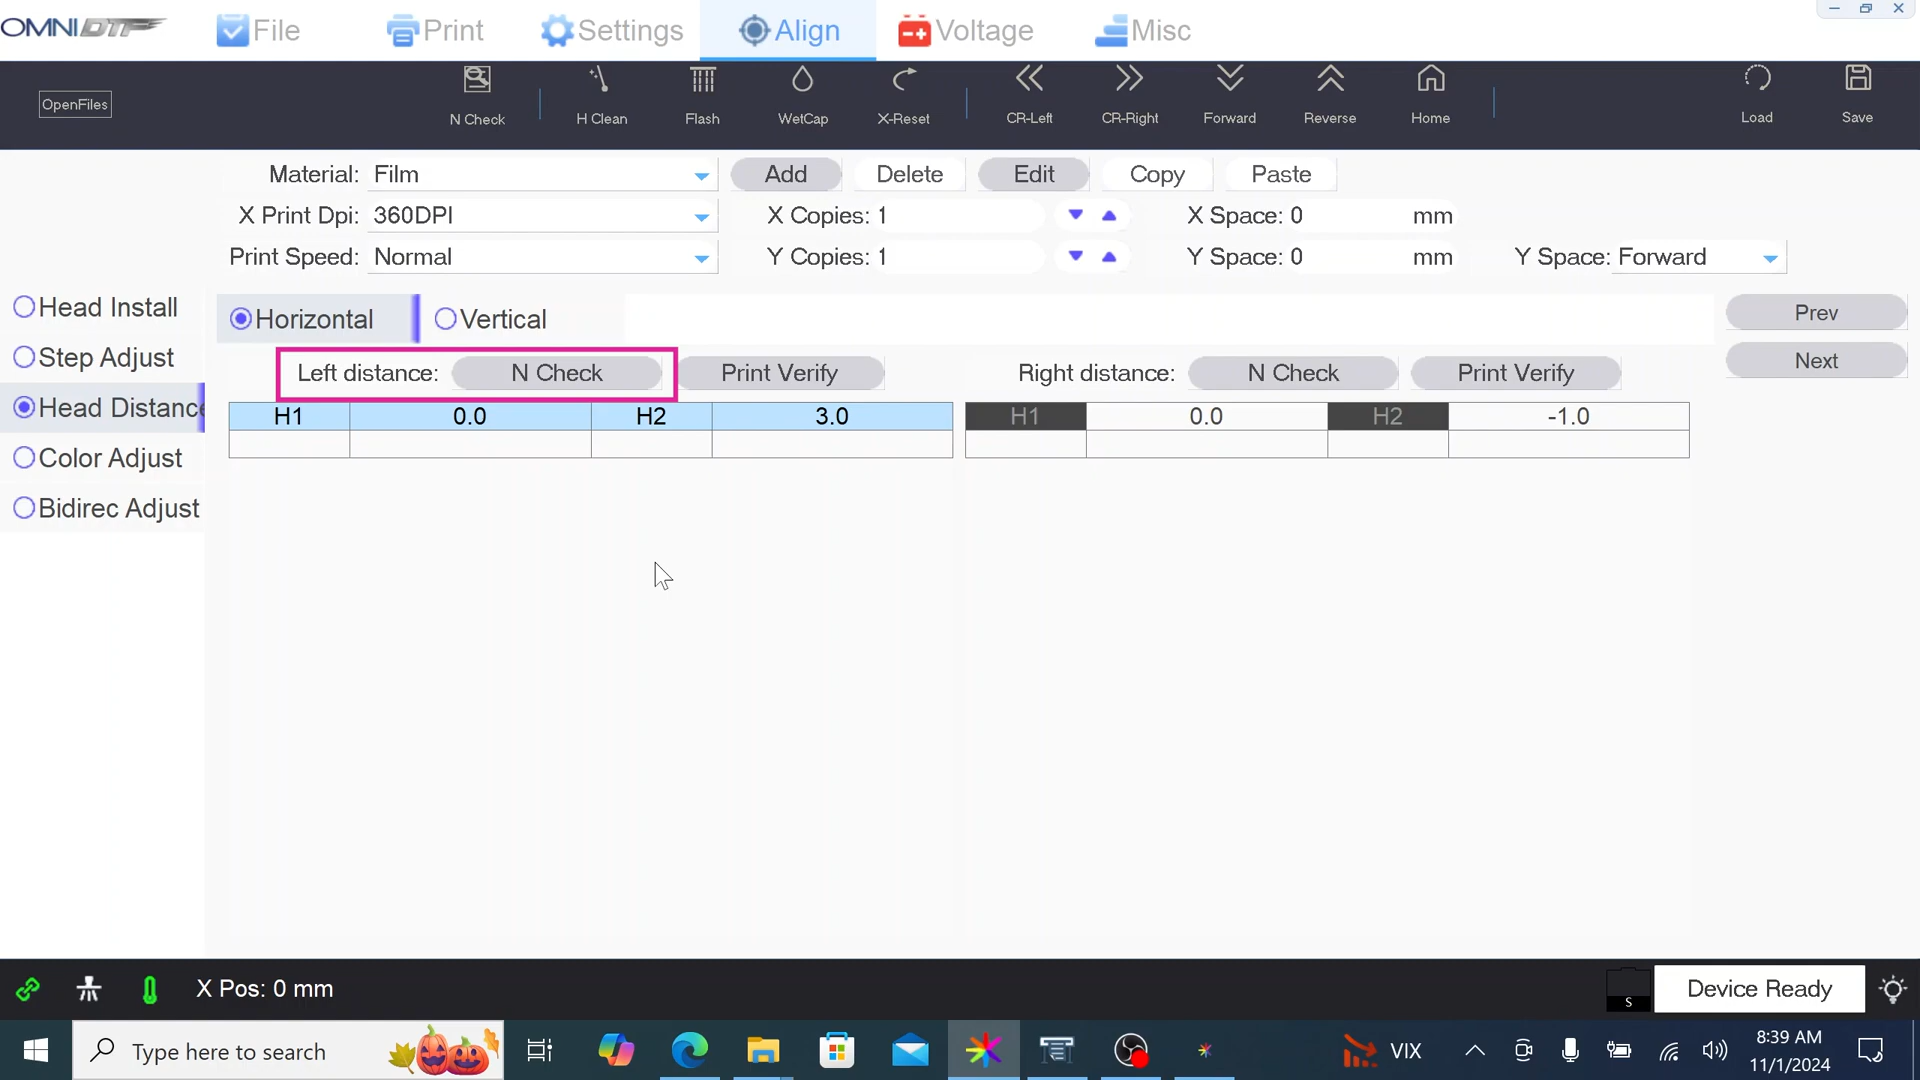 OMNI DTF File Print Settings Align Voltage Misc
OpenFiles N Check H Clean Flash WetCap X-Reset CR-Left CR-Right Forward Reverse Home Load Save
Material: Film Add Delete Edit Copy Paste
X Print Dpi: 360DPI X Copies: 1 X Space: 0 mm
Print Speed: Normal Y Copies: 1 Y Space: 0 mm Y Space: Forward
Head Install
Step Adjust
Head Distance
Color Adjust
Bidirec Adjust
Horizontal Vertical
Prev
Next
Left distance: N Check Print Verify Right distance: N Check Print Verify
H1 0.0 H2 3.0 H1 0.0 H2 -1.0
X Pos: 0 mm S Device Ready
Type here to search VIX 8:39 AM
11/1/2024